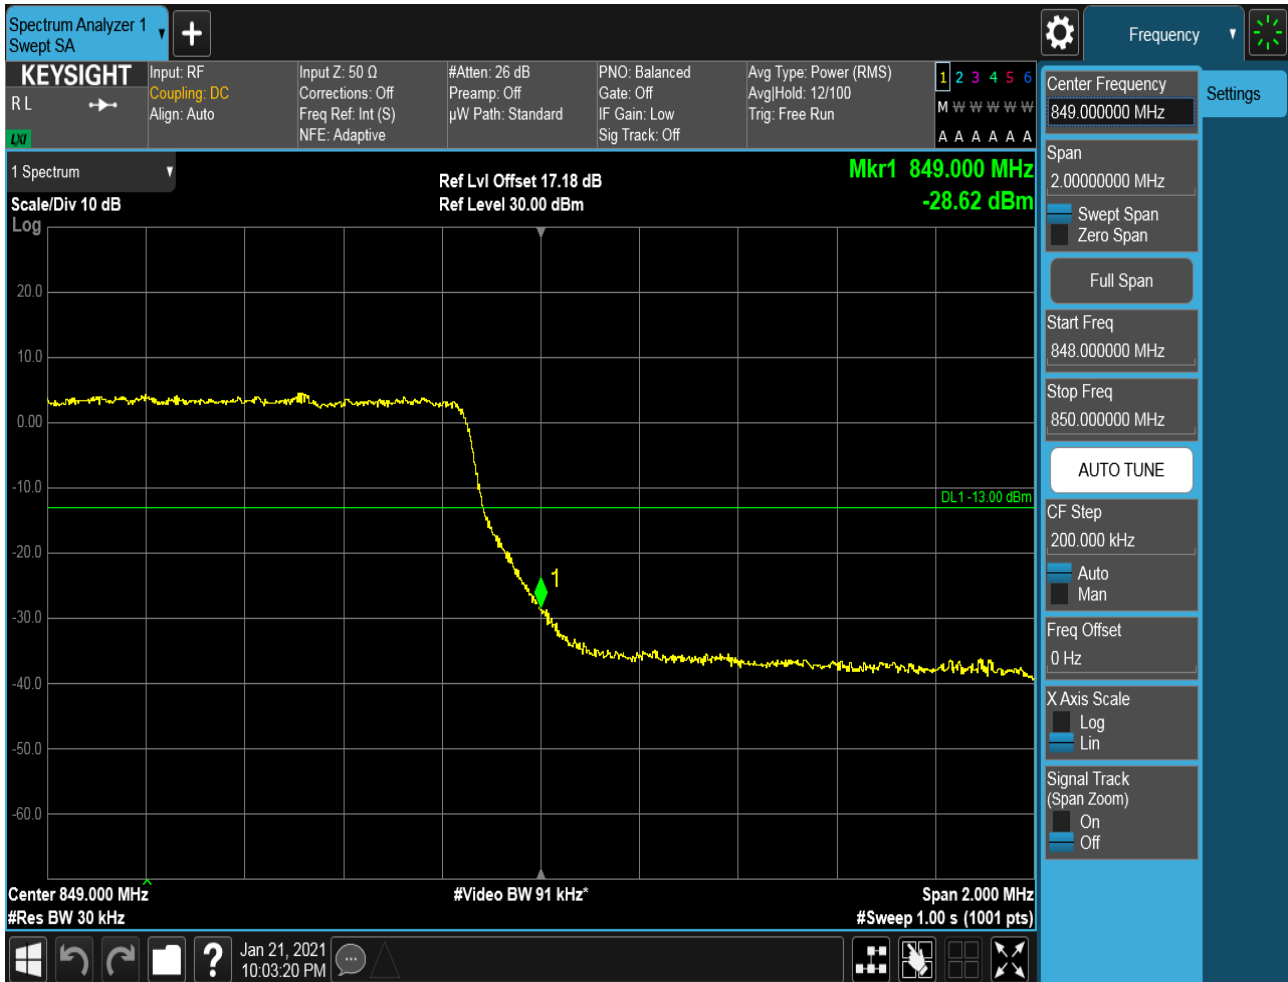 Spectrum Analyzer 1
Swept SA
Frequency
KEYSIGHT
R L
LXI
Input: RF
Coupling: DC
Align: Auto
Input Z: 50 Ω
Corrections: Off
Freq Ref: Int (S)
NFE: Adaptive
#Atten: 26 dB
Preamp: Off
µW Path: Standard
PNO: Balanced
Gate: Off
IF Gain: Low
Sig Track: Off
Avg Type: Power (RMS)
Avg|Hold: 12/100
Trig: Free Run
1 2 3 4 5 6
M W W W W W
A A A A A A
1 Spectrum
Scale/Div 10 dB
Log
Ref Lvl Offset 17.18 dB
Ref Level 30.00 dBm
Mkr1 849.000 MHz
-28.62 dBm
20.0
10.0
0.00
-10.0
-20.0
-30.0
-40.0
-50.0
-60.0
DL1 -13.00 dBm
1
Center 849.000 MHz
#Res BW 30 kHz
#Video BW 91 kHz*
Span 2.000 MHz
#Sweep 1.00 s (1001 pts)
?
Jan 21, 2021
10:03:20 PM
Center Frequency
849.000000 MHz
Settings
Span
2.00000000 MHz
Swept Span
Zero Span
Full Span
Start Freq
848.000000 MHz
Stop Freq
850.000000 MHz
AUTO TUNE
CF Step
200.000 kHz
Auto
Man
Freq Offset
0 Hz
X Axis Scale
Log
Lin
Signal Track
(Span Zoom)
On
Off